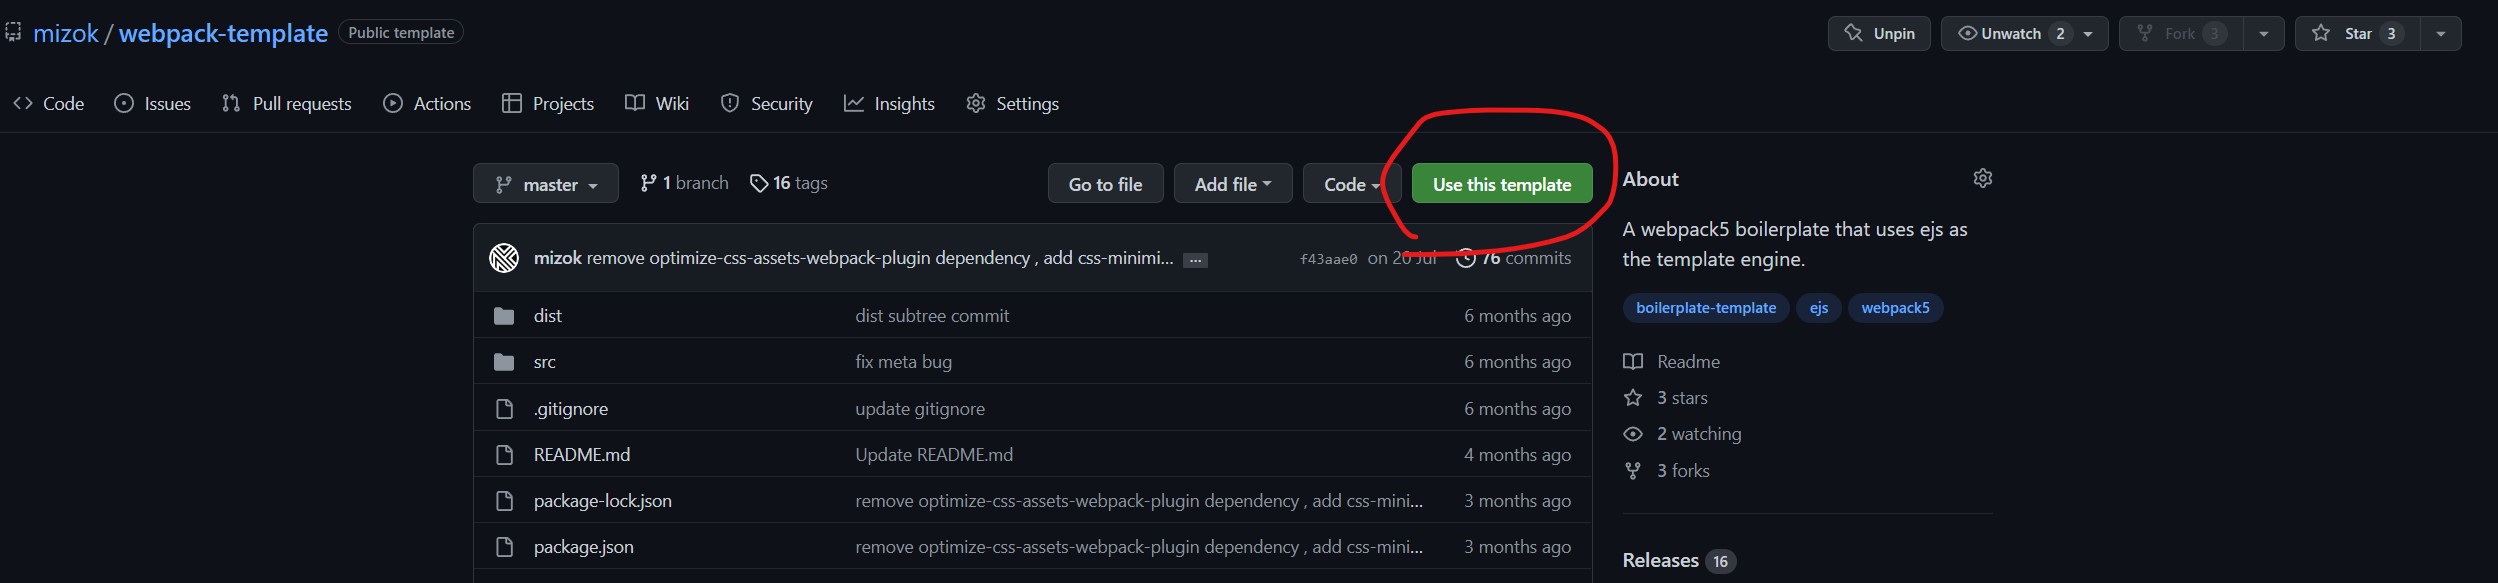 mizok / webpack-template Public template
Unpin Unwatch 2 Fork 3 Star 3
Code Issues Pull requests Actions Projects Wiki Security Insights Settings
master 1 branch 16 tags Go to file Add file Code Use this template
mizok remove optimize-css-assets-webpack-plugin dependency , add css-minimi... ... f43aae0 on 20 Jul 76 commits
dist dist subtree commit 6 months ago
src fix meta bug 6 months ago
.gitignore update gitignore 6 months ago
README.md Update README.md 4 months ago
package-lock.json remove optimize-css-assets-webpack-plugin dependency , add css-mini... 3 months ago
package.json remove optimize-css-assets-webpack-plugin dependency , add css-mini... 3 months ago
About
A webpack5 boilerplate that uses ejs as
the template engine.
boilerplate-template ejs webpack5
Readme
3 stars
2 watching
3 forks
Releases 16